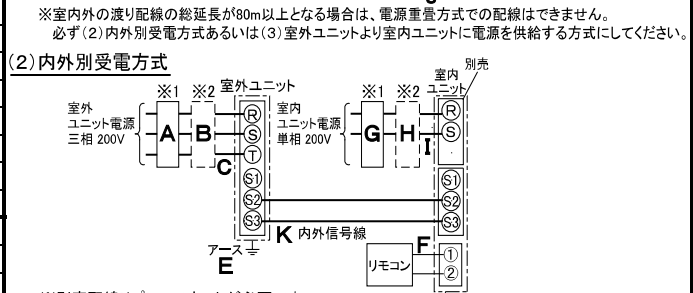 ※室内外の渡り配線の総延長が80m以上となる場合は、電源重畳方式での配線はできません。
必ず(2)内外別受電方式あるいは(3)室外ユニットより室内ユニットに電源を供給する方式にしてください。
(2)内外別受電方式
別売
※1 ※2 室外ユニット
※1 ※2 室内
ユニット
室外
ユニット電源
三相 200V
A B C
R
S
T
S1
S2
S3
室内
ユニット電源
単相 200V
G H I
R
S
S1
S2
S3
K 内外信号線
アース
E
リモコン
F
①
②